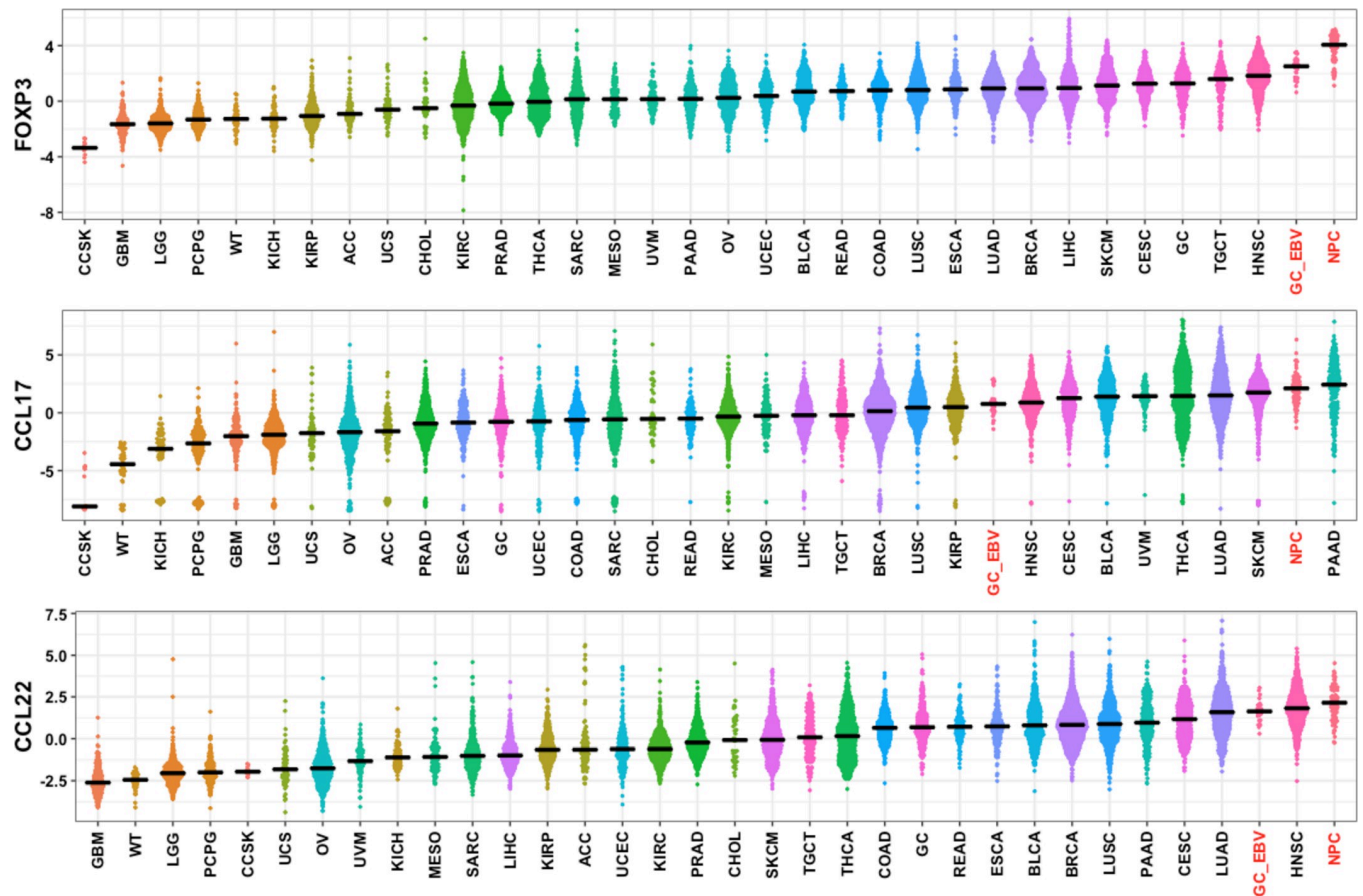 FOXP3
4
0
-4
-8
CCSK GBM LGG PCPG WT KICH KIRP ACC UCS CHOL KIRC PRAD THCA SARC MESO UVM PAAD OV UCEC BLCA READ COAD LUSC ESCA LUAD BRCA LIHC SKCM CESC GC TGCT HNSC GC_EBV NPC
CCL17
5
0
-5
CCSK WT KICH PCPG GBM LGG UCS OV ACC PRAD ESCA GC UCEC COAD SARC CHOL READ KIRC MESO LIHC TGCT BRCA LUSC KIRP GC_EBV HNSC CESC BLCA UVM THCA LUAD SKCM NPC PAAD
CCL22
7.5
5.0
2.5
0.0
-2.5
GBM WT LGG PCPG CCSK UCS OV UVM KICH MESO SARC LIHC KIRP ACC UCEC KIRC PRAD CHOL SKCM TGCT THCA COAD GC READ ESCA BLCA BRCA LUSC PAAD CESC LUAD GC_EBV HNSC NPC